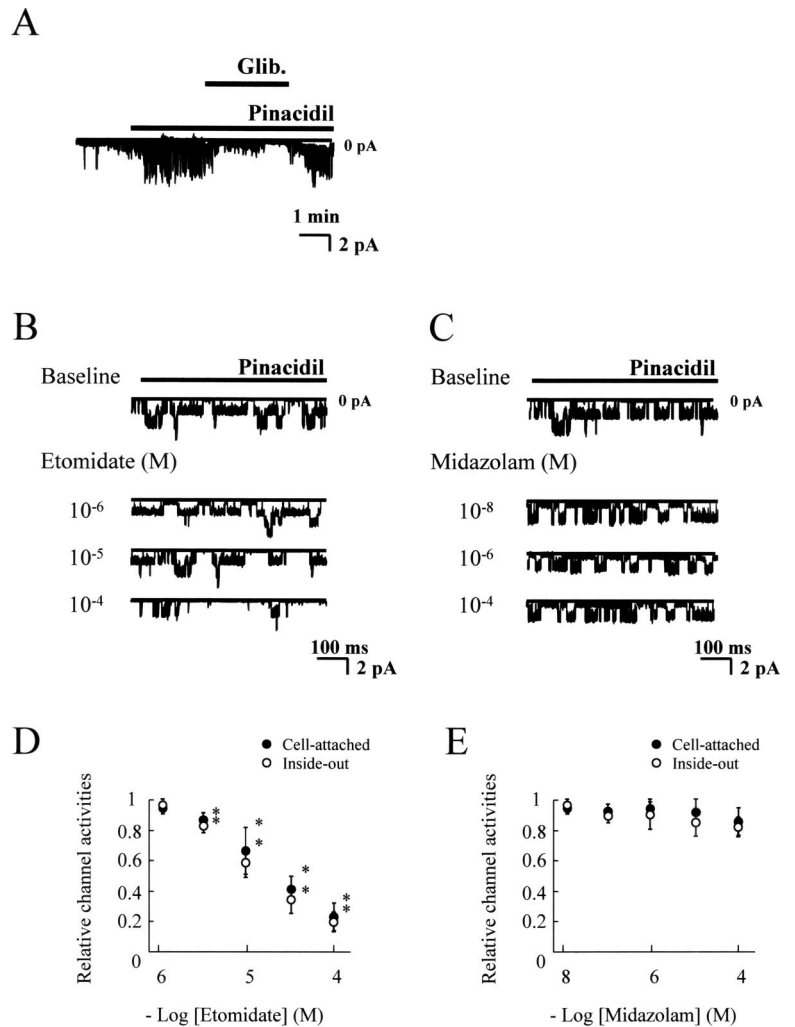 A
Glib.
Pinacidil
0 pA
1 min
2 pA
B
Pinacidil
Baseline
0 pA
Etomidate (M)
10-6
10-5
10-4
100 ms
2 pA
C
Pinacidil
Baseline
0 pA
Midazolam (M)
10-8
10-6
10-4
100 ms
2 pA
D
Cell-attached
Inside-out
Relative channel activities
1
0.8
0.6
0.4
0.2
0
* * * * * * * *
6 5 4
- Log [Etomidate] (M)
E
Cell-attached
Inside-out
Relative channel activities
1
0.8
0.6
0.4
0.2
0
8 6 4
- Log [Midazolam] (M)